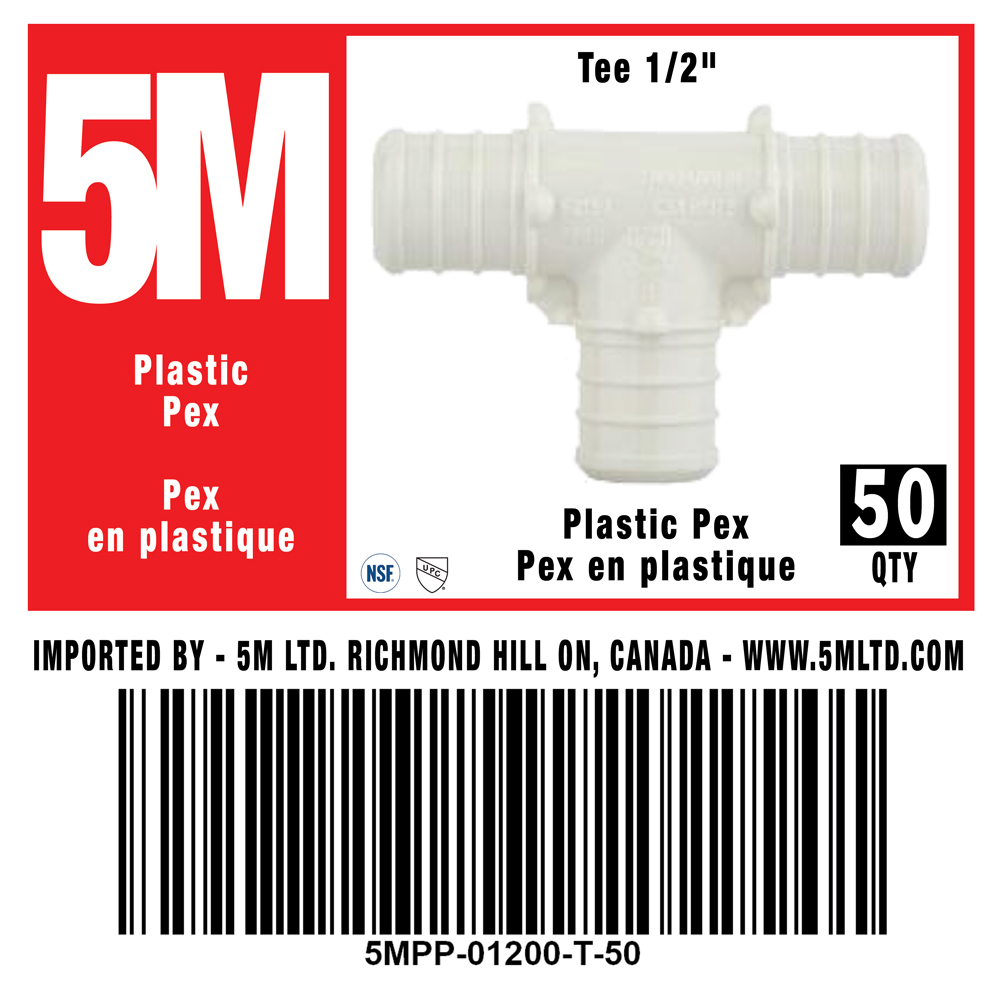 5M
Plastic
Pex
Pex
en plastique
Tee 1/2"
Plastic Pex
Pex en plastique
50
QTY
NSF
UPC
IMPORTED BY - 5M LTD. RICHMOND HILL ON, CANADA - WWW.5MLTD.COM
5MPP-01200-T-50